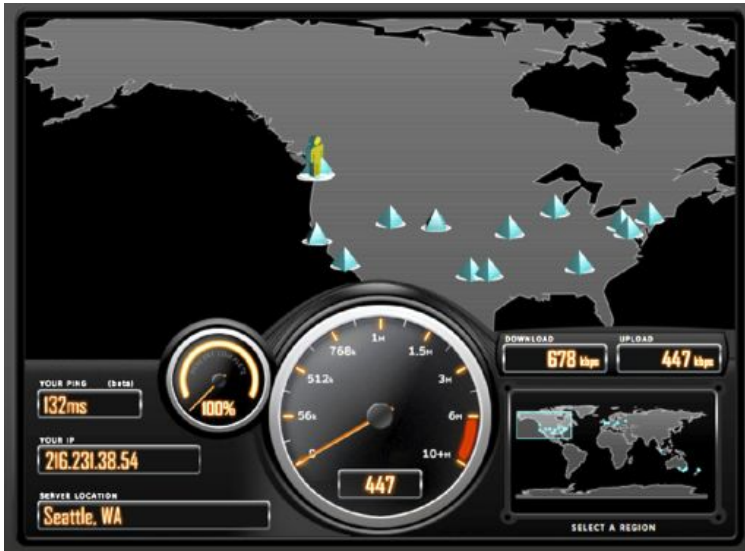 DOWNLOAD
678 kbps
UPLOAD
447 kbps
YOUR PING (beta)
132ms
100%
YOUR IP
216.231.38.54
SERVER LOCATION
Seattle, WA
0
56k
512k
768k
1M
1.5M
3M
6M
10+M
447
SELECT A REGION